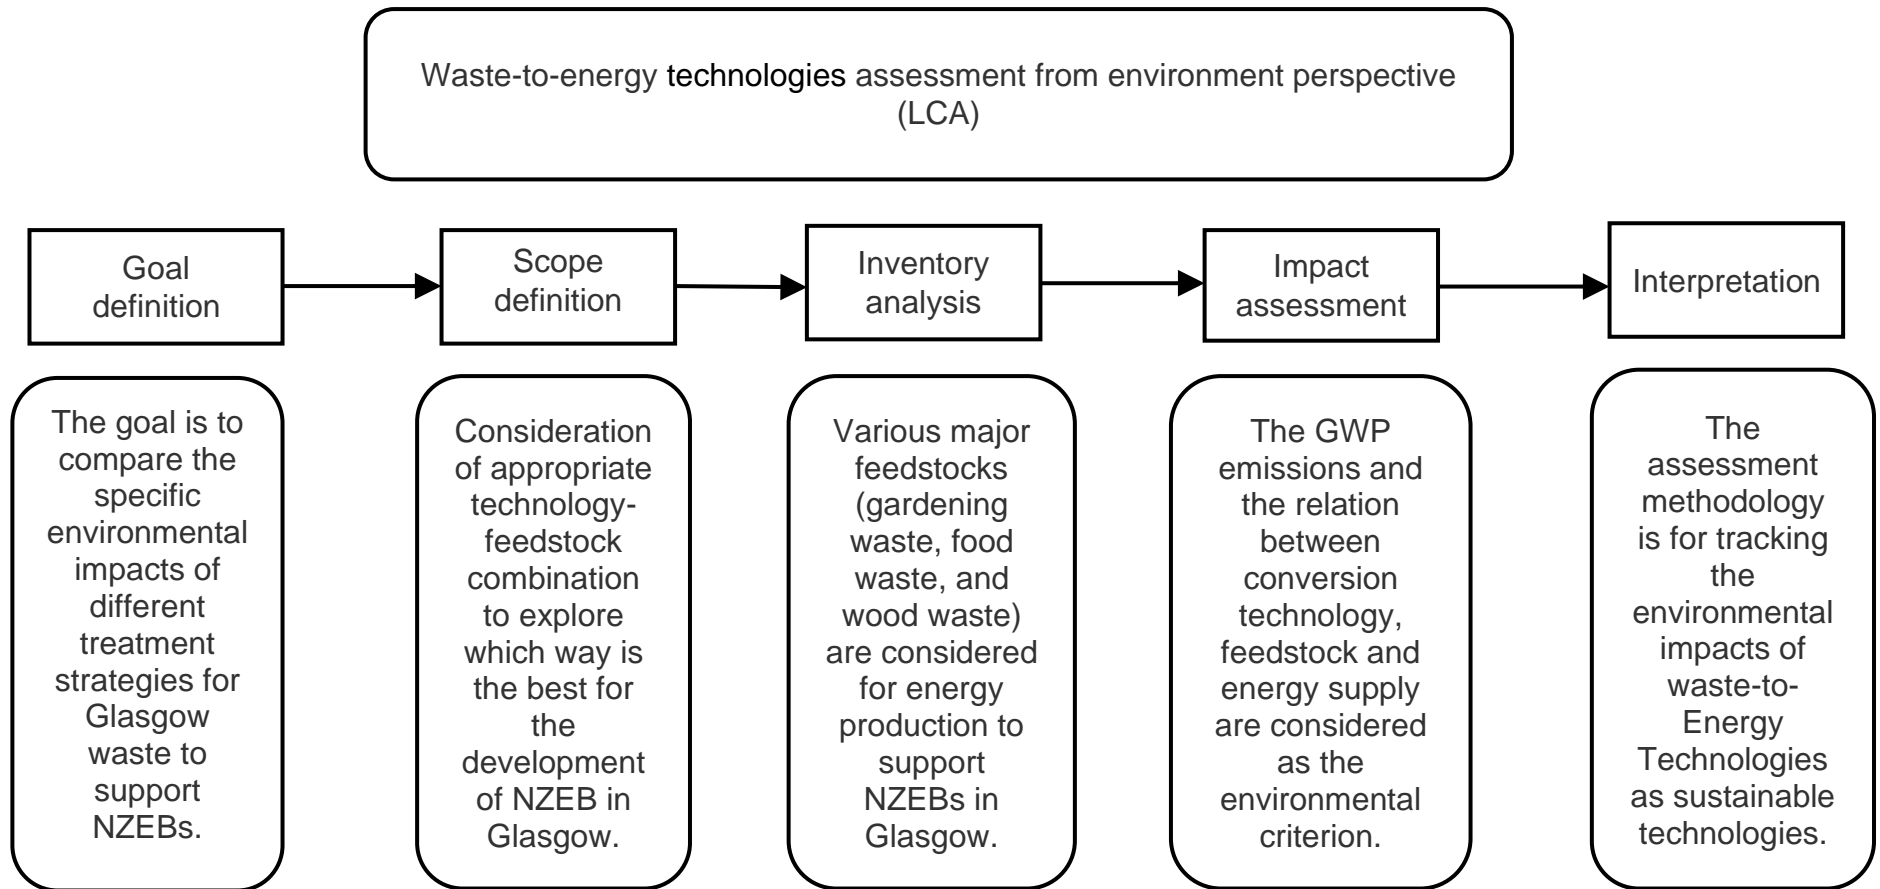 Waste-to-energy technologies assessment from environment perspective
(LCA)
Goal
definition
Scope
definition
Inventory
analysis
Impact
assessment
Interpretation
The goal is to
compare the
specific
environmental
impacts of
different
treatment
strategies for
Glasgow
waste to
support
NZEBs.
Consideration
of appropriate
technology-
feedstock
combination
to explore
which way is
the best for
the
development
of NZEB in
Glasgow.
Various major
feedstocks
(gardening
waste, food
waste, and
wood waste)
are considered
for energy
production to
support
NZEBs in
Glasgow.
The GWP
emissions and
the relation
between
conversion
technology,
feedstock and
energy supply
are considered
as the
environmental
criterion.
The
assessment
methodology
is for tracking
the
environmental
impacts of
waste-to-
Energy
Technologies
as sustainable
technologies.